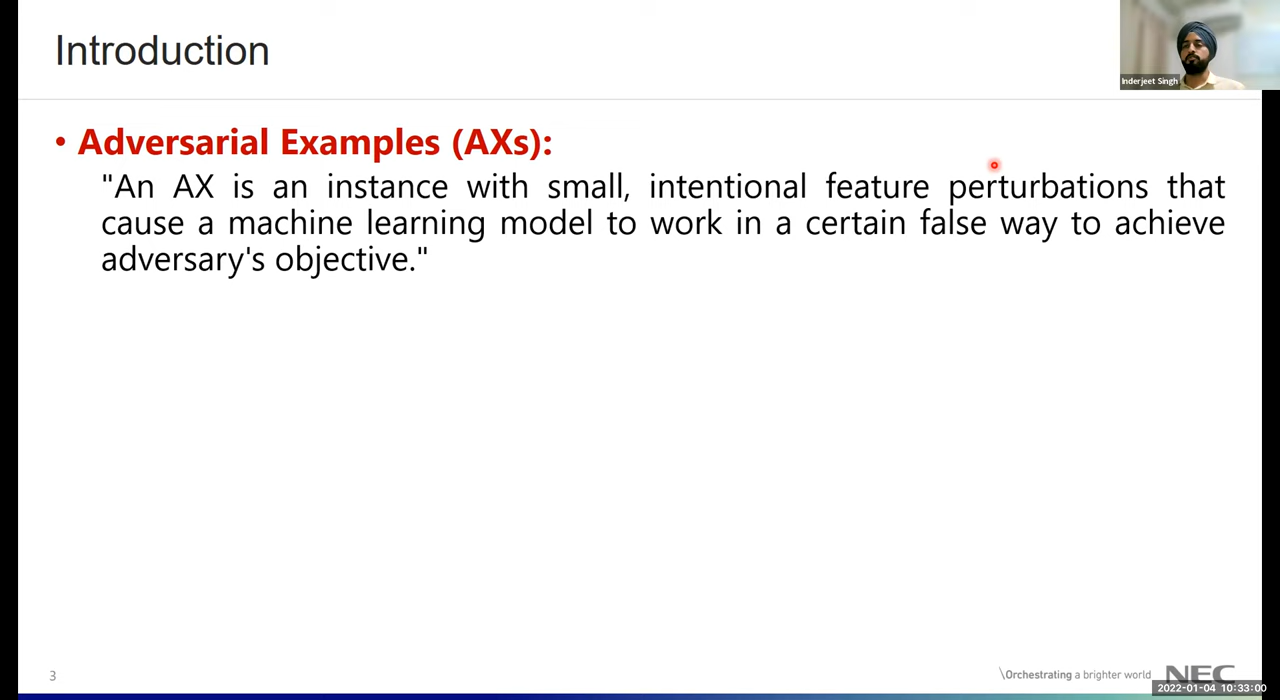 Introduction
Inderjeet Singh
• Adversarial Examples (AXs):
"An AX is an instance with small, intentional feature perturbations that
cause a machine learning model to work in a certain false way to achieve
adversary's objective."
3
\Orchestrating a brighter world
NEC
2022-01-04 10:33:00